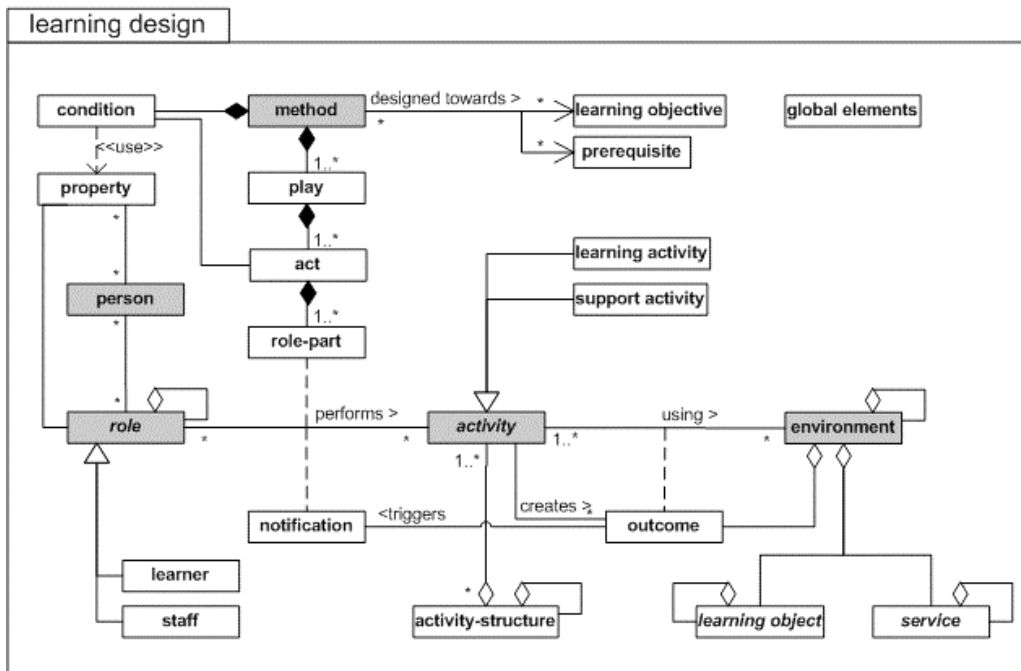 learning design
condition
method
designed towards >
*
*
learning objective
global elements
<<use>>
*
prerequisite
1..*
property
play
*
1..*
learning activity
act
*
support activity
person
1..*
*
role-part
*
performs >
using >
role
*
*
activity
1..*
*
environment
1..*
creates >
*
notification
<triggers
outcome
learner
*
staff
activity-structure
learning object
service